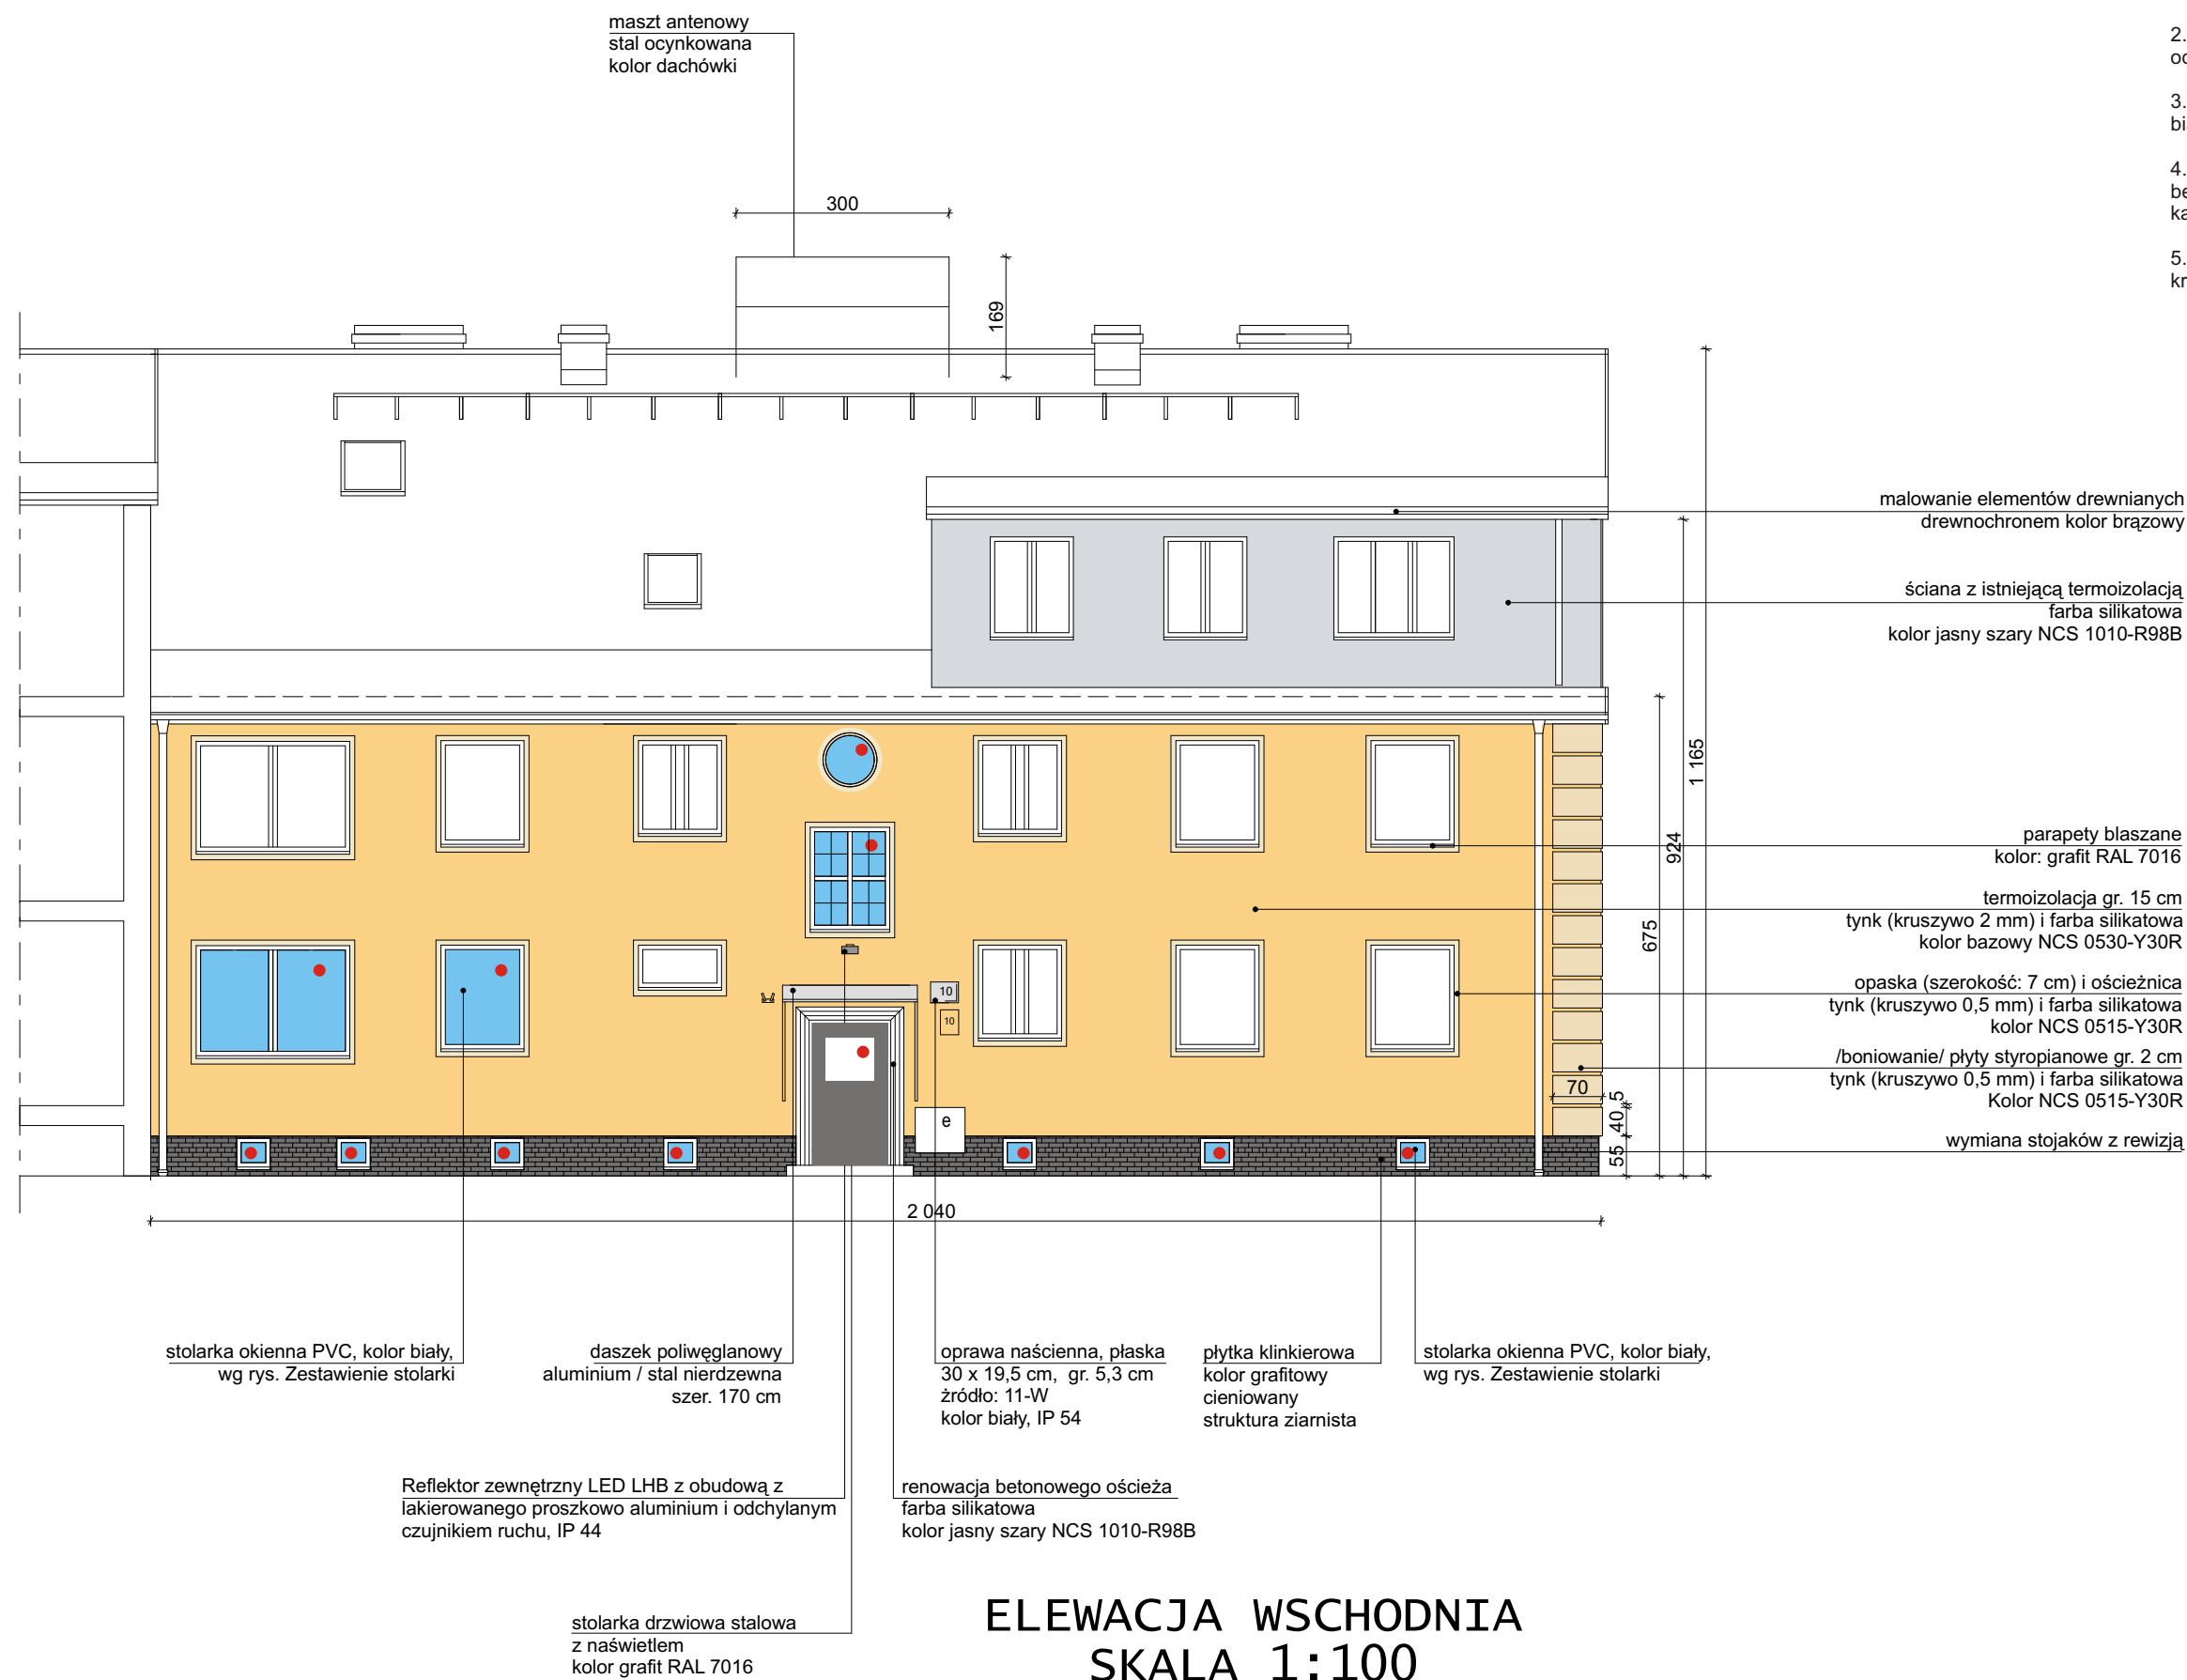 maszt antenowy
stal ocynkowana
kolor dachówki
2.
3.
4.
5.
300
169
malowanie elementów drewnianych
drewnochronem kolor brązowy
ściana z istniejącą termoizolacją
farba silikatowa
kolor jasny szary NCS 1010-R98B
1 165
924
675
parapety blaszane
kolor: grafit RAL 7016
termoizolacja gr. 15 cm
tynk (kruszywo 2 mm) i farba silikatowa
kolor bazowy NCS 0530-Y30R
opaska (szerokość: 7 cm) i ościeżnica
tynk (kruszywo 0,5 mm) i farba silikatowa
kolor NCS 0515-Y30R
/boniowanie/ płyty styropianowe gr. 2 cm
tynk (kruszywo 0,5 mm) i farba silikatowa
Kolor NCS 0515-Y30R
wymiana stojaków z rewizją
10
10
70
5
40
55
e
2 040
stolarka okienna PVC, kolor biały,
wg rys. Zestawienie stolarki
daszek poliwęglanowy
aluminium / stal nierdzewna
szer. 170 cm
oprawa naścienna, płaska
30 x 19,5 cm, gr. 5,3 cm
żródło: 11-W
kolor biały, IP 54
płytka klinkierowa
kolor grafitowy
cieniowany
struktura ziarnista
stolarka okienna PVC, kolor biały,
wg rys. Zestawienie stolarki
Reflektor zewnętrzny LED LHB z obudową z
lakierowanego proszkowo aluminium i odchylanym
czujnikiem ruchu, IP 44
renowacja betonowego ościeża
farba silikatowa
kolor jasny szary NCS 1010-R98B
stolarka drzwiowa stalowa
z naświetlem
kolor grafit RAL 7016
ELEWACJA WSCHODNIA
SKALA 1:100